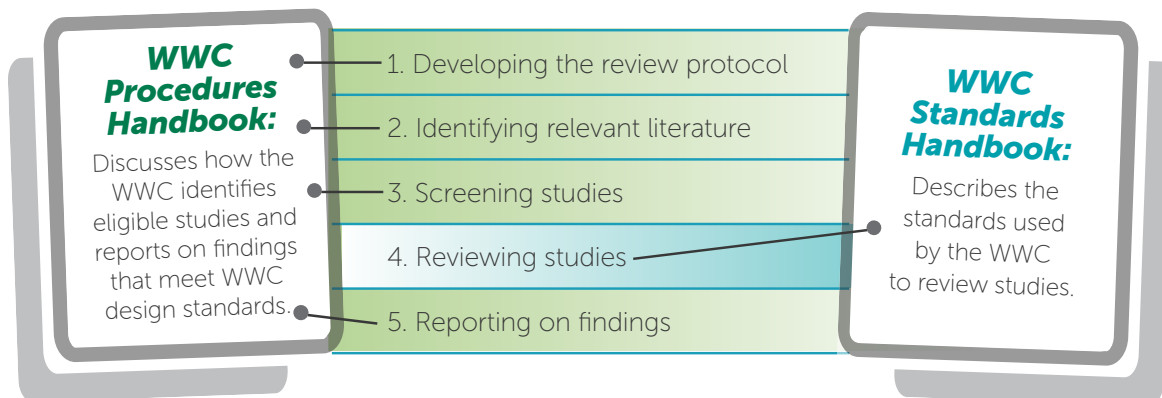 WWC
Procedures
Handbook:
Discusses how the
WWC identifies
eligible studies and
reports on findings
that meet WWC
design standards.
1. Developing the review protocol
2. Identifying relevant literature
3. Screening studies
4. Reviewing studies
5. Reporting on findings
WWC
Standards
Handbook:
Describes the
standards used
by the WWC
to review studies.